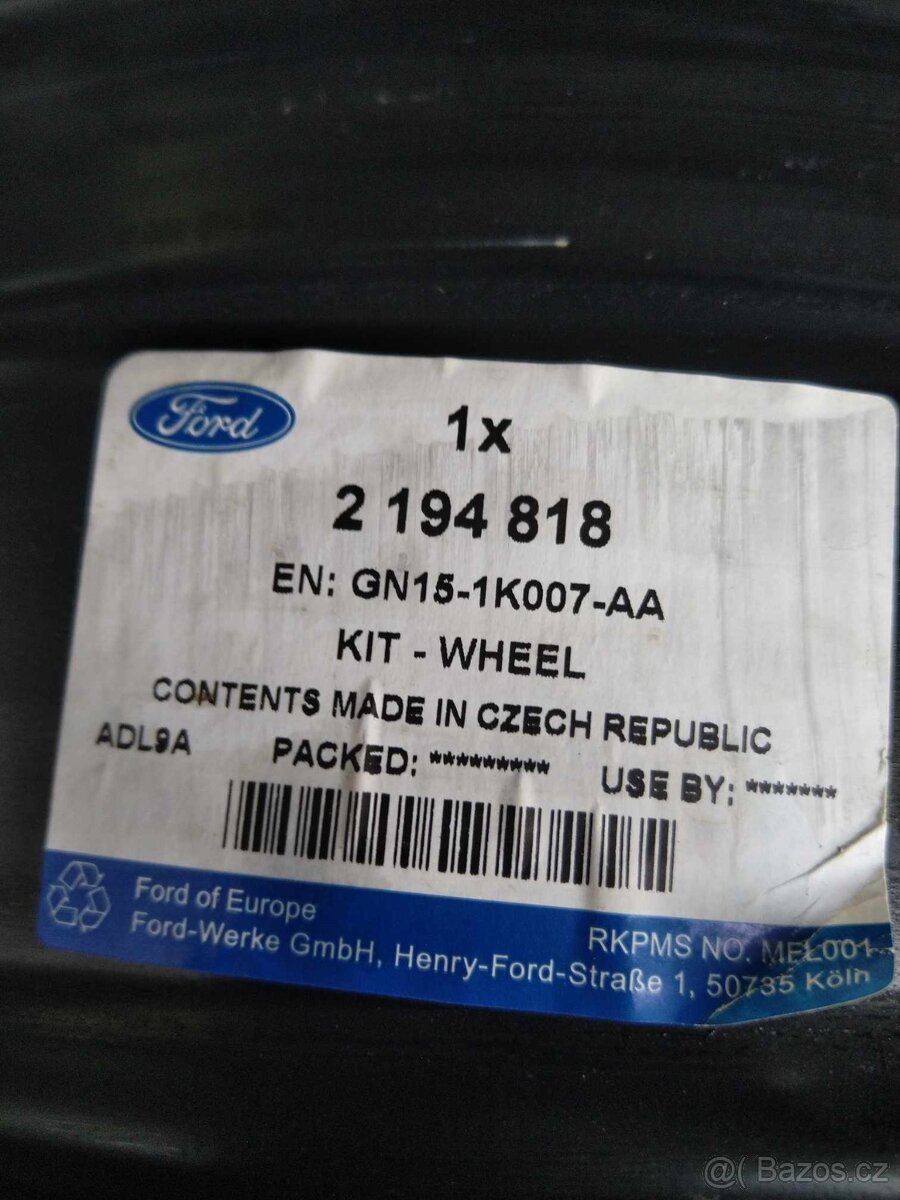 Ford
1x
2 194 818
EN: GN15-1K007-AA
KIT - WHEEL
CONTENTS MADE IN CZECH REPUBLIC
ADL9A PACKED: ********* USE BY: *******
Ford of Europe
RKPMS NO. MEL001
Ford-Werke GmbH, Henry-Ford-Straße 1, 50735 Köln
@( Bazos.cz